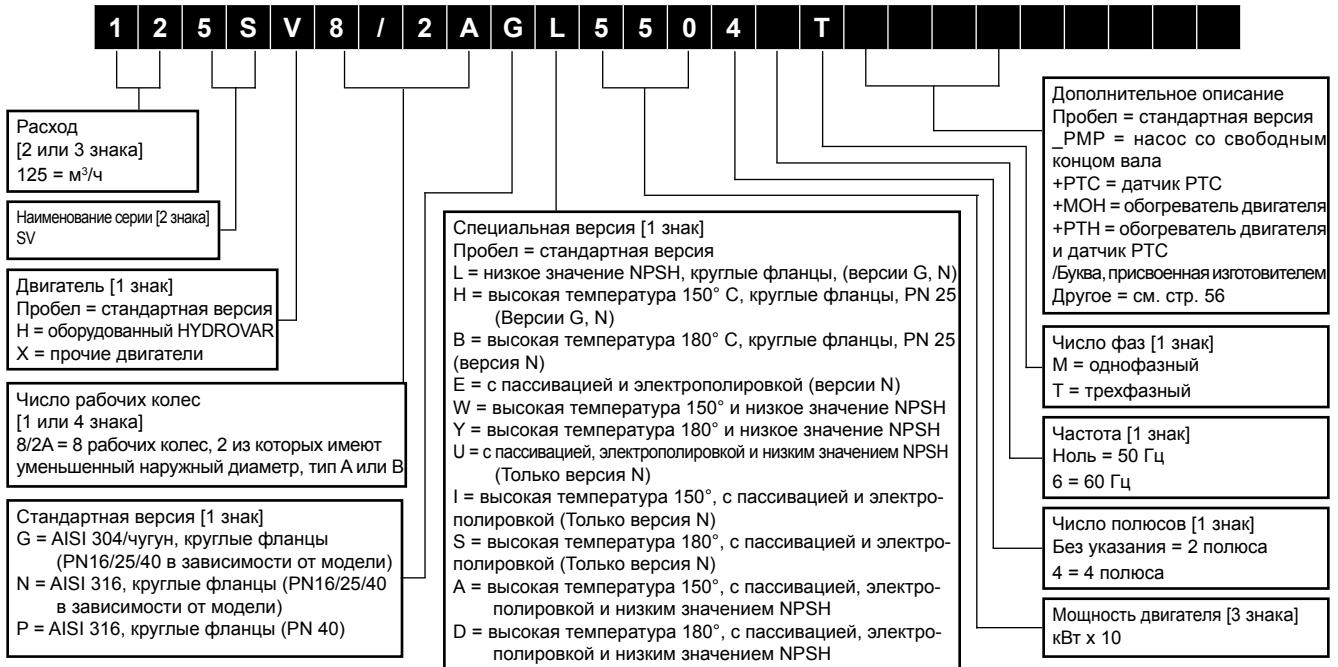 125SV8/2AGL5504 T
Расход
[2 или 3 знака]
125 = м³/ч
Наименование серии [2 знака]
SV
Двигатель [1 знак]
Пробел = стандартная версия
H = оборудованный HYDROVAR
X = прочие двигатели
Число рабочих колес
[1 или 4 знака]
8/2A = 8 рабочих колес, 2 из которых имеют
уменьшенный наружный диаметр, тип A или B
Стандартная версия [1 знак]
G = AISI 304/чугун, круглые фланцы
(PN16/25/40 в зависимости от модели)
N = AISI 316, круглые фланцы (PN16/25/40
в зависимости от модели)
P = AISI 316, круглые фланцы (PN 40)
Специальная версия [1 знак]
Пробел = стандартная версия
L = низкое значение NPSH, круглые фланцы, (версии G, N)
H = высокая температура 150° C, круглые фланцы, PN 25
(Версии G, N)
B = высокая температура 180° C, круглые фланцы, PN 25
(версия N)
E = с пассивацией и электрополировкой (версии N)
W = высокая температура 150° и низкое значение NPSH
Y = высокая температура 180° и низкое значение NPSH
U = с пассивацией, электрополировкой и низким значением NPSH
(Только версия N)
I = высокая температура 150°, с пассивацией и электро-
полировкой (Только версия N)
S = высокая температура 180°, с пассивацией и электро-
полировкой (Только версия N)
A = высокая температура 150°, с пассивацией, электро-
полировкой и низким значением NPSH
D = высокая температура 180°, с пассивацией, электро-
полировкой и низким значением NPSH
Дополнительное описание
Пробел = стандартная версия
_PMP = насос со свободным
концом вала
+PTC = датчик PTC
+MOH = обогреватель двигателя
+PTH = обогреватель двигателя
и датчик PTC
/Буква, присвоенная изготовителем
Другое = см. стр. 56
Число фаз [1 знак]
M = однофазный
T = трехфазный
Частота [1 знак]
Ноль = 50 Гц
6 = 60 Гц
Число полюсов [1 знак]
Без указания = 2 полюса
4 = 4 полюса
Мощность двигателя [3 знака]
кВт x 10